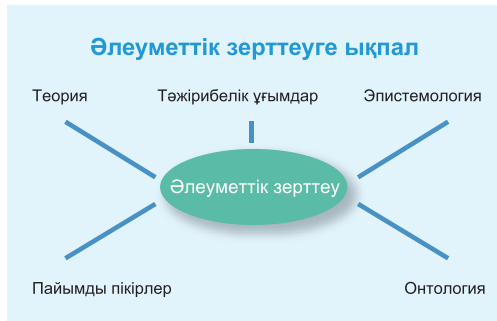 Әлеуметтік зерттеуге ықпал
Теория
Тәжірибелік ұғымдар
Эпистемология
Әлеуметтік зерттеу
Пайымды пікірлер
Онтология